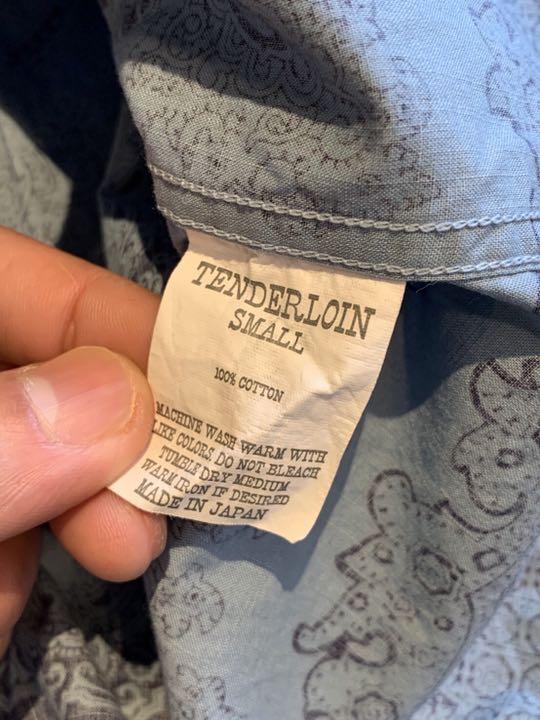 TENDERLOIN
SMALL
100% COTTON
MACHINE WASH WARM WITH
LIKE COLORS, DO NOT BLEACH
TUMBLE DRY MEDIUM
WARM IRON IF DESIRED
MADE IN JAPAN